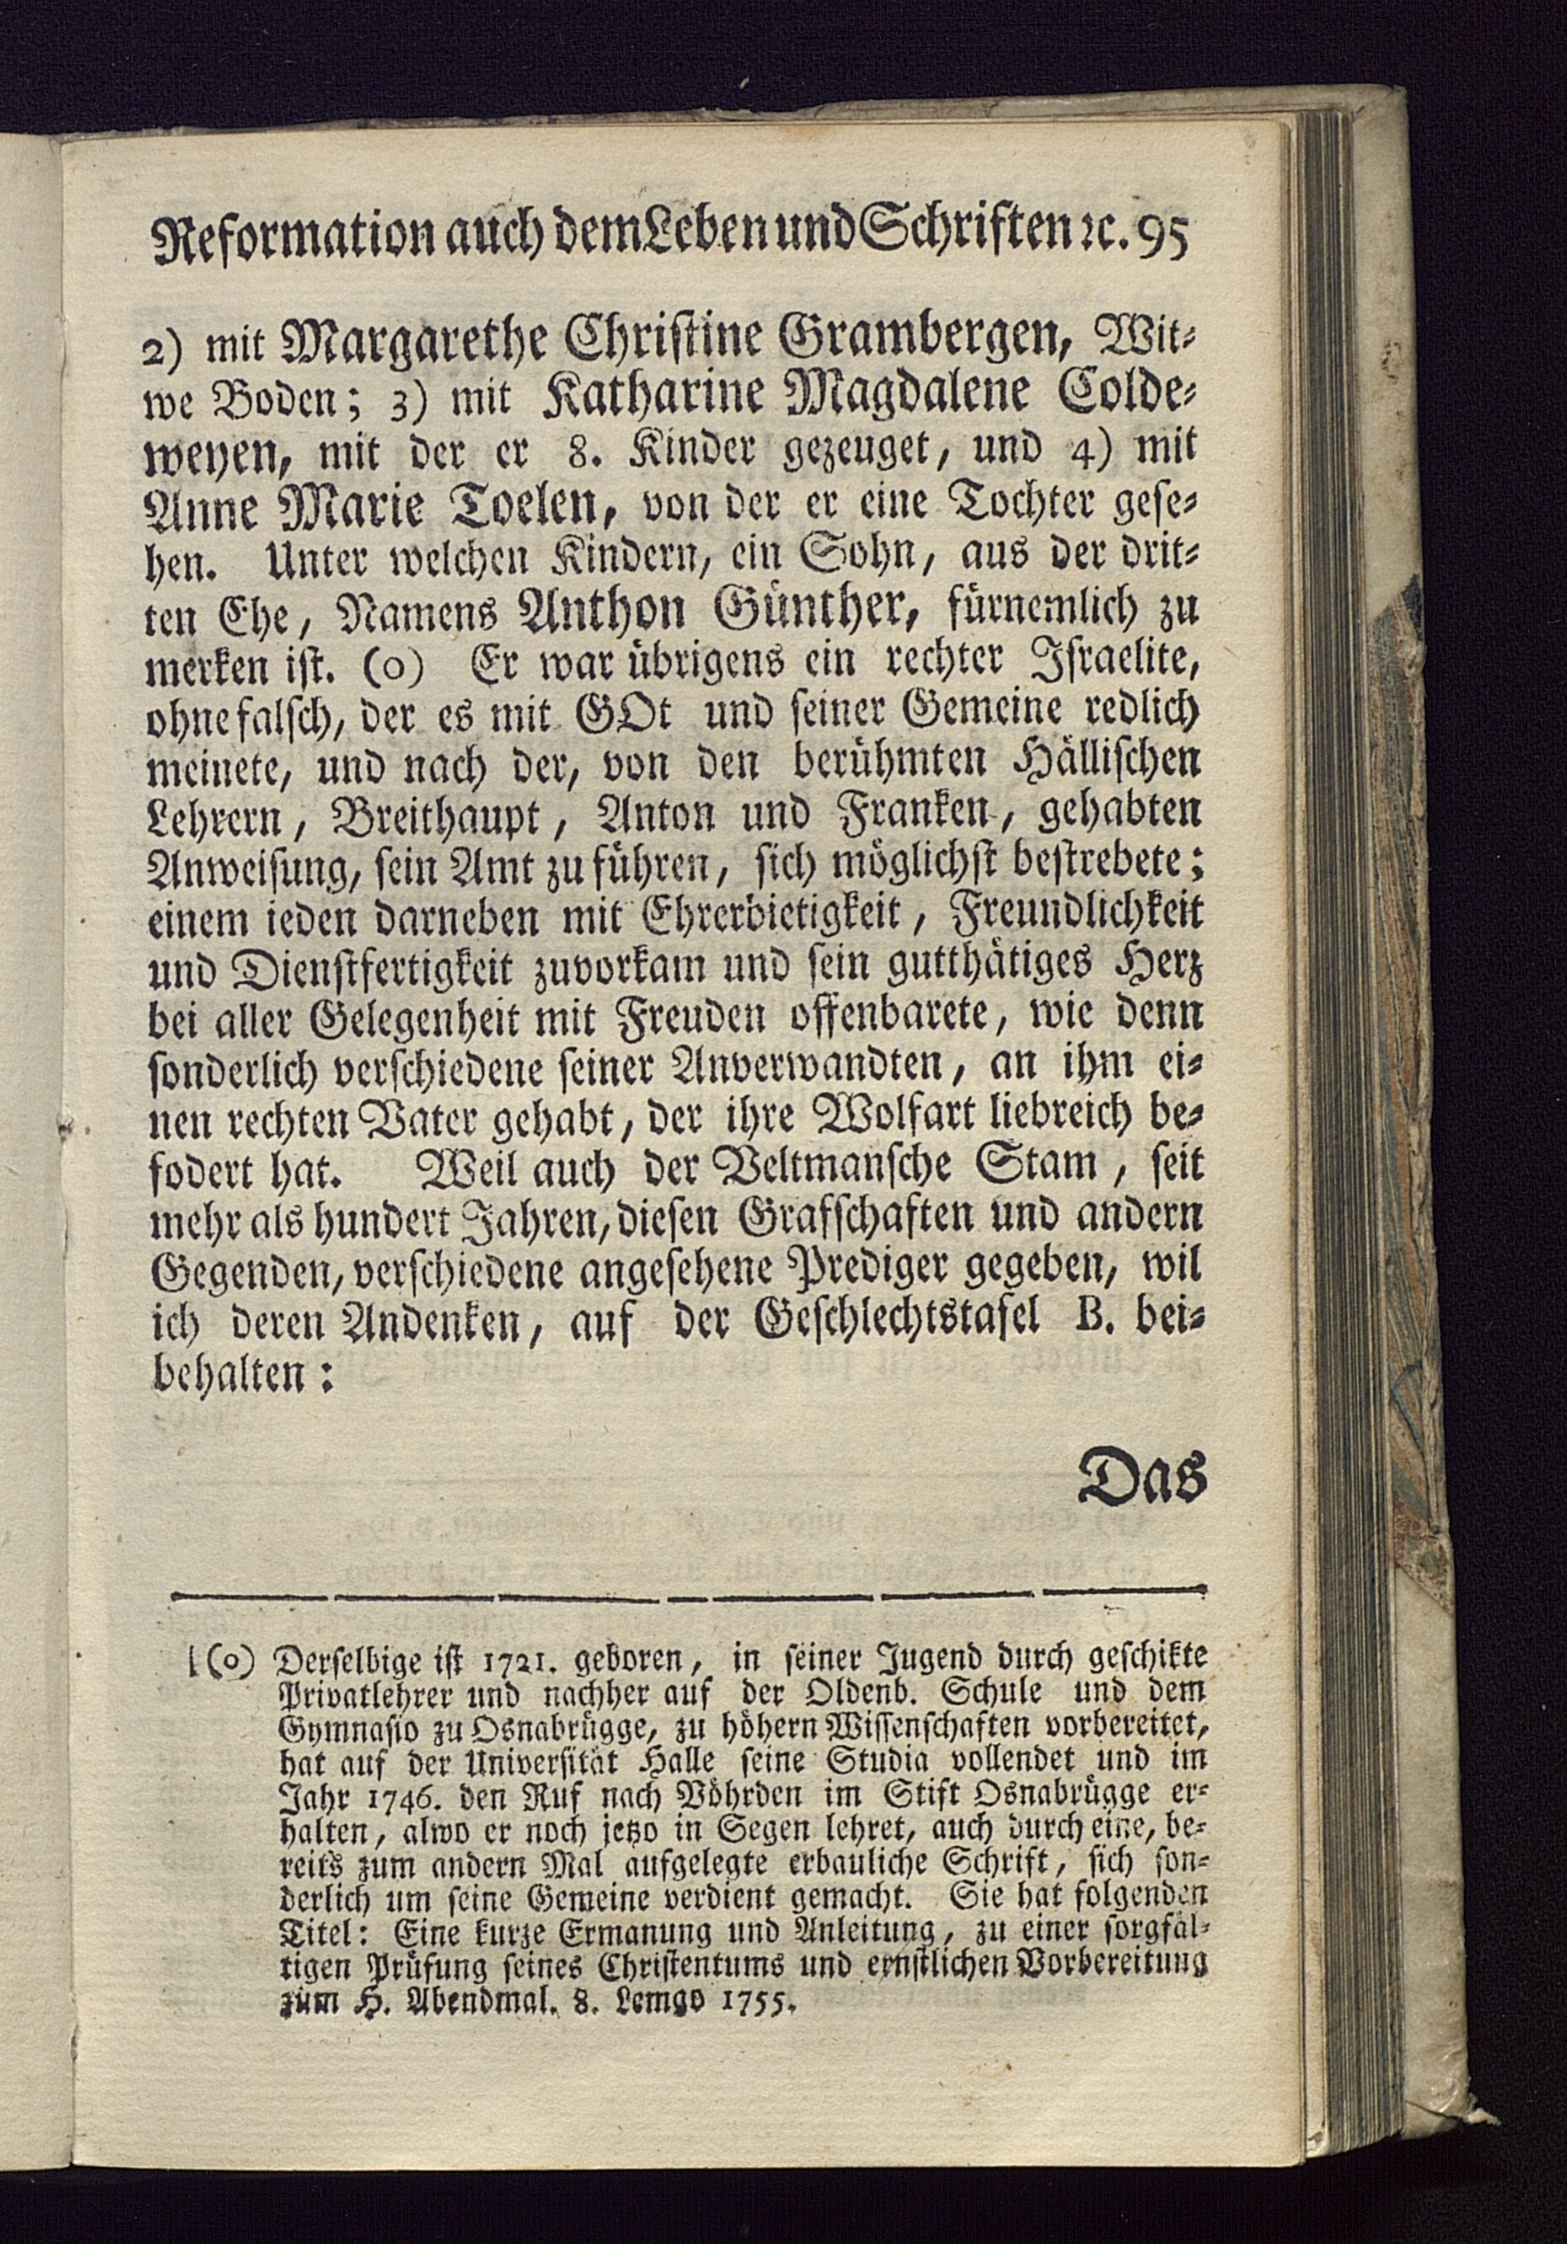 Reformation auch dem Leben und Schriften ꝛc. 95
2) mit Margarethe Christine Grambergen, Wit-
we Boden; 3) mit Katharine Magdalene Colde-
weyen, mit der er 8. Kinder gezeuget, und 4) mit
Anne Marie Toelen, von der er eine Tochter gese-
hen. Unter welchen Kindern, ein Sohn, aus der drit-
ten Ehe, Namens Anthon Günther, fürnemlich zu
merken ist. (o) Er war übrigens ein rechter Israelite,
ohne falsch, der es mit GOt und seiner Gemeine redlich
meinete, und nach der, von den berühmten Hällischen
Lehrern, Breithaupt, Anton und Franken, gehabten
Anweisung, sein Amt zu führen, sich möglichst bestrebete;
einem ieden darneben mit Ehrerbietigkeit, Freundlichkeit
und Dienstfertigkeit zuvorkam und sein gutthätiges Herz
bei aller Gelegenheit mit Freuden offenbarete, wie denn
sonderlich verschiedene seiner Anverwandten, an ihm ei-
nen rechten Vater gehabt, der ihre Wolfart liebreich be-
fodert hat. Weil auch der Veltmansche Stam, seit
mehr als hundert Jahren, diesen Grafschaften und andern
Gegenden, verschiedene angesehene Prediger gegeben, wil
ich deren Andenken, auf der Geschlechtstafel B. bei-
behalten:
Das
(o) Derselbige ist 1721. geboren, in seiner Jugend durch geschikte
Privatlehrer und nachher auf der Oldenb. Schule und dem
Gymnasio zu Osnabrügge, zu höhern Wissenschaften vorbereitet,
hat auf der Universität Halle seine Studia vollendet und im
Jahr 1746. den Ruf nach Vöhrden im Stift Osnabrügge er-
halten, alwo er noch jetzo in Segen lehret, auch durch eine, be-
reits zum andern Mal aufgelegte erbauliche Schrift, sich son-
derlich um seine Gemeine verdient gemacht. Sie hat folgenden
Titel: Eine kurze Ermanung und Anleitung, zu einer sorgfäl-
tigen Prüfung seines Christentums und ernstlichen Vorbereitung
zum H. Abendmal. 8. Lemgo 1755.